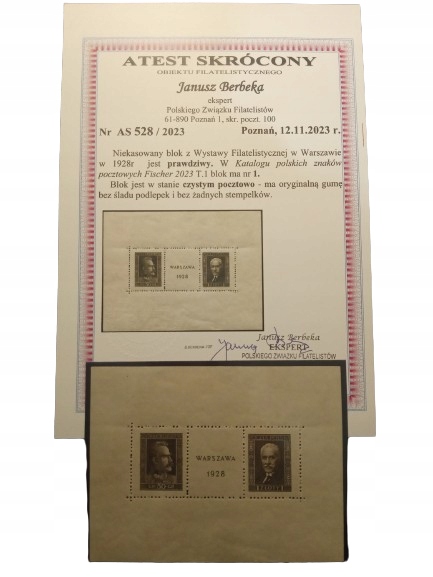 ATEST SKRÓCONY
OBIEKTU FILATELISTYCZNEGO
Janusz Berbeka
ekspert
Polskiego Związku Filatelistów
61-890 Poznań 1, skr. poczt. 100
Nr AS 528 / 2023 Poznań, 12.11.2023 r.
Niekasowany blok z Wystawy Filatelistycznej w Warszawie
w 1928r jest prawdziwy. W Katalogu polskich znaków
pocztowych Fischer 2023 T.1 blok ma nr 1.
Blok jest w stanie czystym pocztowo - ma oryginalną gumę
bez śladu podlepek i bez żadnych stempelków.
WARSZAWA
1928
Janusz Berbeka
EKSPERT
POLSKIEGO ZWIĄZKU FILATELISTÓW
WARSZAWA
1928